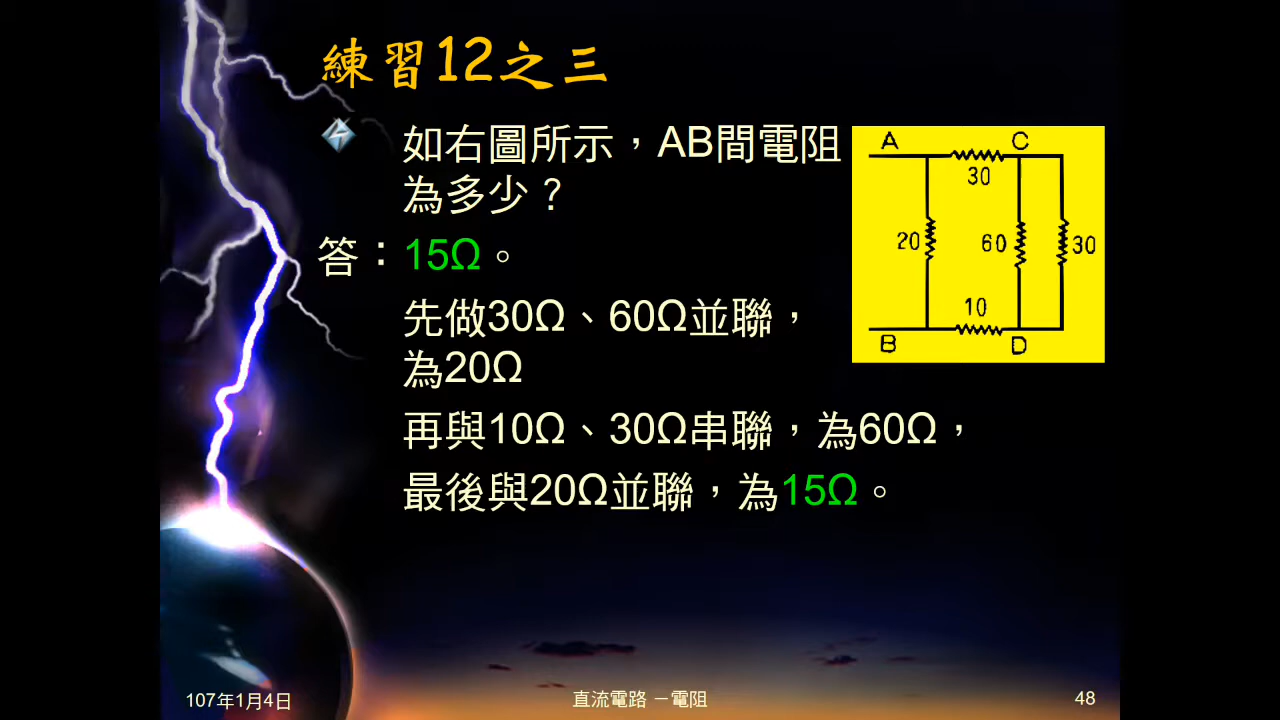 練習12之三
如右圖所示，AB間電阻
為多少？
答：15Ω。
先做30Ω、60Ω並聯，
為20Ω
再與10Ω、30Ω串聯，為60Ω，
最後與20Ω並聯，為15Ω。
A C
30
20 60 30
10
B D
107年1月4日 直流電路 －電阻 48